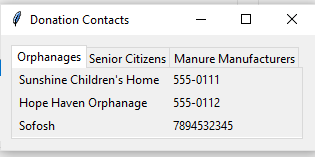 Donation Contacts
Orphanages Senior Citizens Manure Manufacturers
Sunshine Children's Home 555-0111
Hope Haven Orphanage 555-0112
Sofosh 7894532345